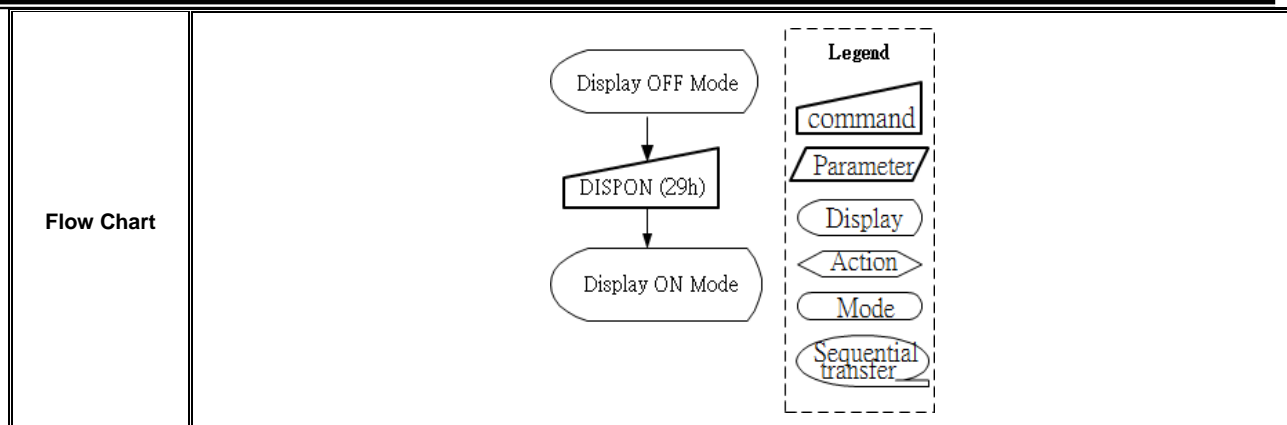 Flow Chart
Display OFF Mode
DISPON (29h)
Display ON Mode
Legend
command
Parameter
Display
Action
Mode
Sequential
transfer